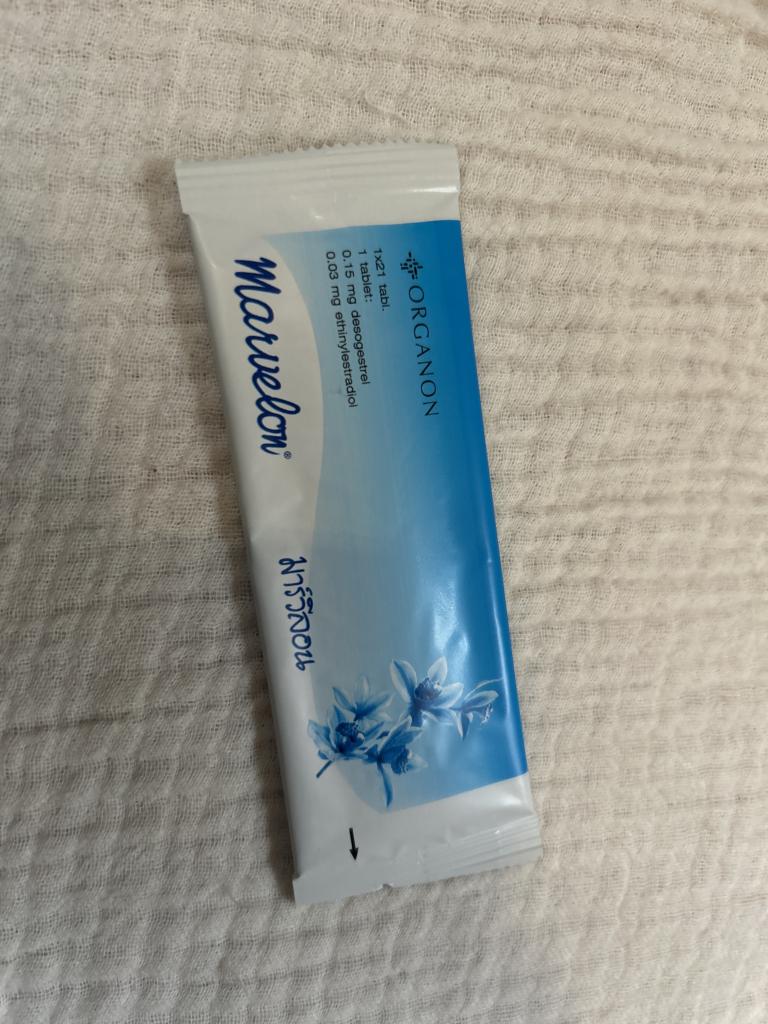 ORGANON
1x21 tabl.
1 tablet:
0.15 mg desogestrel
0.03 mg ethinylestradiol
Marvelon®
มาร์วีลอน